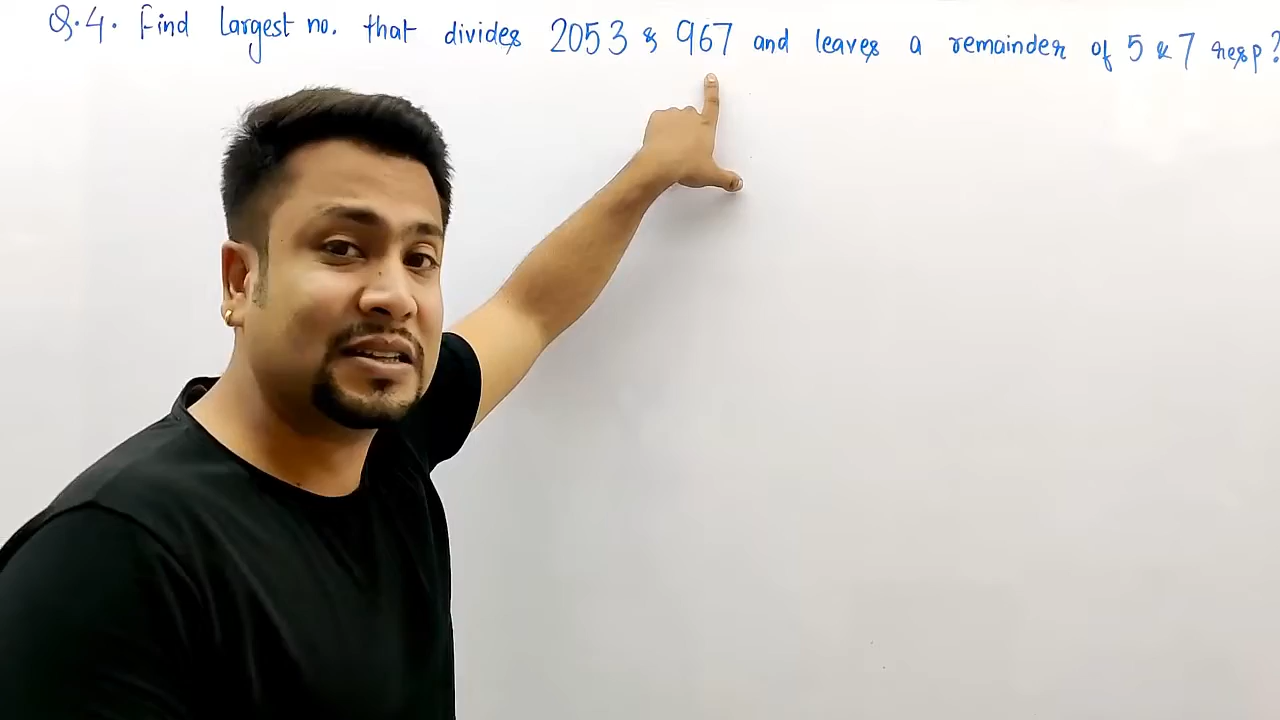 Q.4. Find largest no. that divides 2053 & 967 and leaves a remainder of 5 & 7 resp?